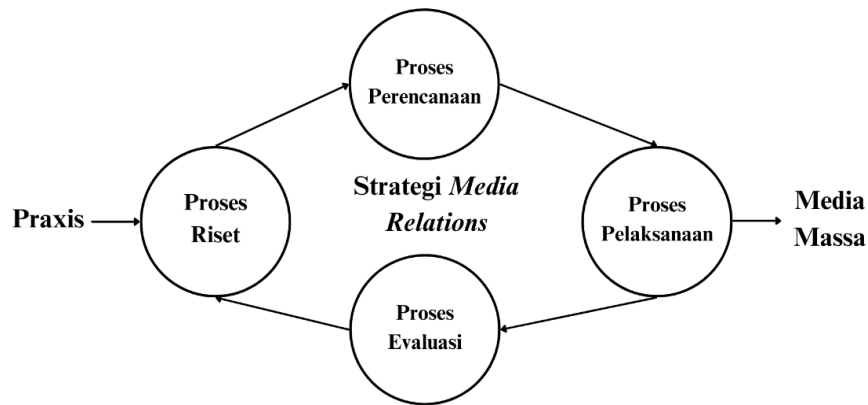 Proses
Perencanaan
Praxis
Proses
Riset
Strategi Media
Relations
Proses
Pelaksanaan
Media
Massa
Proses
Evaluasi